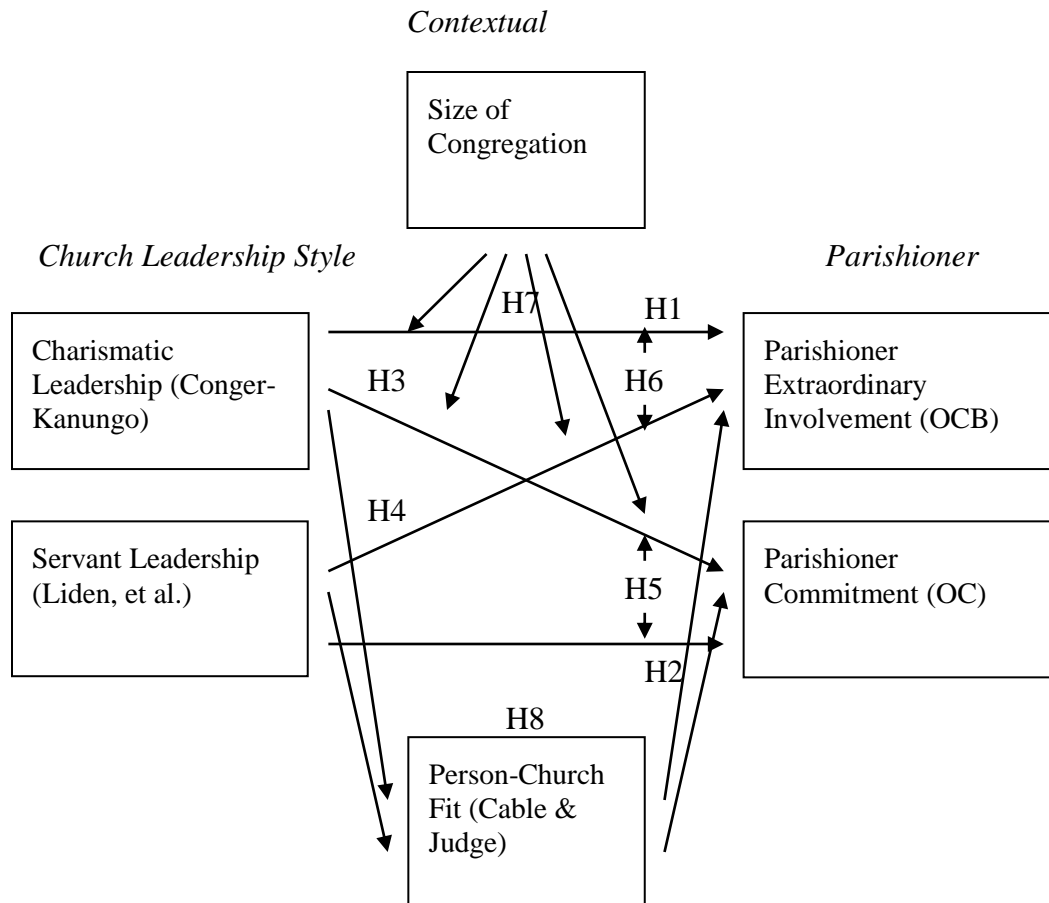 Contextual
Size of
Congregation
Church Leadership Style
Parishioner
H7
H1
Charismatic
Leadership (Conger-
Kanungo)
H3
H6
Parishioner
Extraordinary
Involvement (OCB)
H4
Servant Leadership
(Liden, et al.)
H5
Parishioner
Commitment (OC)
H2
H8
Person-Church
Fit (Cable &
Judge)